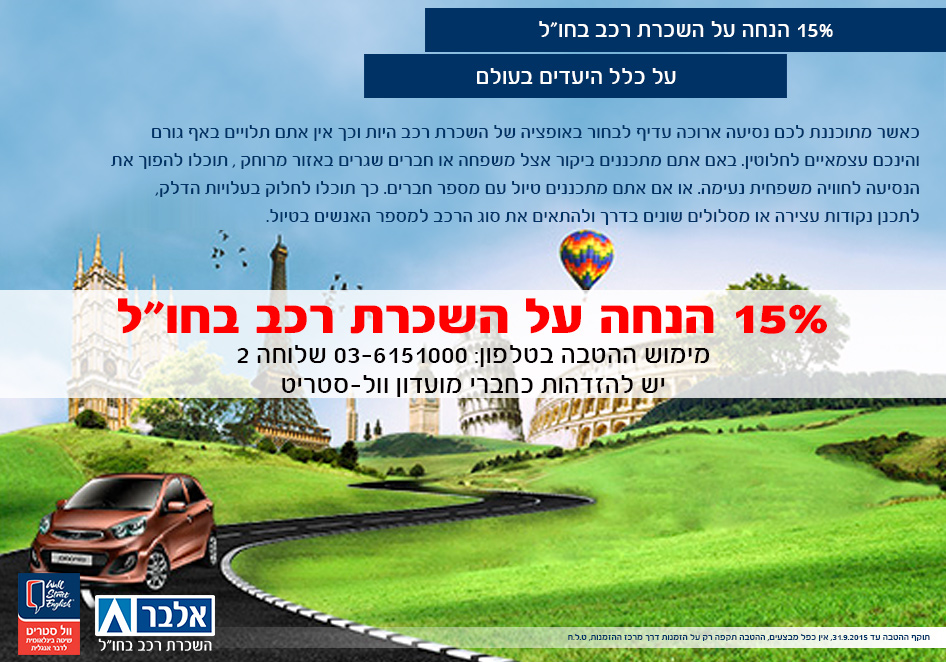 15% הנחה על השכרת רכב בחו"ל
על כלל היעדים בעולם
כאשר מתוכננת לכם נסיעה ארוכה עדיף לבחור באופציה של השכרת רכב היות וכך אין אתם תלויים באף גורם
והינכם עצמאיים לחלוטין. באם אתם מתכננים ביקור אצל משפחה או חברים שגרים באזור מרוחק , תוכלו להפוך את
הנסיעה לחוויה משפחית נעימה. או אם אתם מתכננים טיול עם מספר חברים. כך תוכלו לחלוק בעלויות הדלק,
לתכנן נקודות עצירה או מסלולים שונים בדרך ולהתאים את סוג הרכב למספר האנשים בטיול.
15% הנחה על השכרת רכב בחו"ל
מימוש ההטבה בטלפון: 03-6151000 שלוחה 2
יש להזדהות כחברי מועדון וול-סטריט
Wall
Street
English
וול סטריט
שיטה בינלאומית
לדבר אנגלית
אלבר
השכרת רכב בחו"ל
תוקף ההטבה עד 31.9.2015, אין כפל מבצעים, ההטבה תקפה רק על הזמנות דרך מרכז ההזמנות, ט.ל.ח